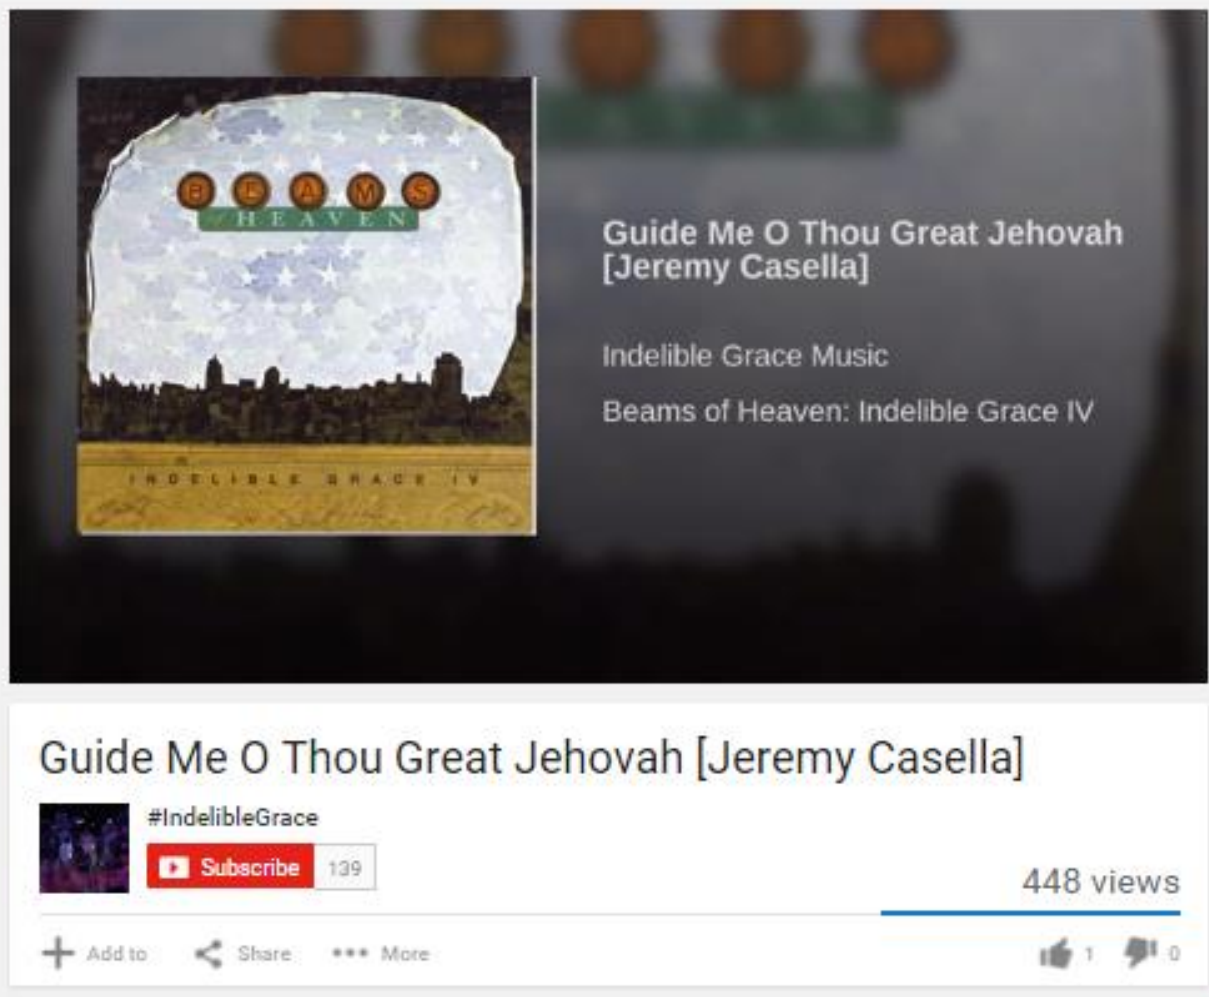 B E A M S
of HEAVEN
INDELIBLE GRACE IV
Guide Me O Thou Great Jehovah
[Jeremy Casella]
Indelible Grace Music
Beams of Heaven: Indelible Grace IV
Guide Me O Thou Great Jehovah [Jeremy Casella]
#IndelibleGrace
Subscribe 139
448 views
Add to Share More 1 0